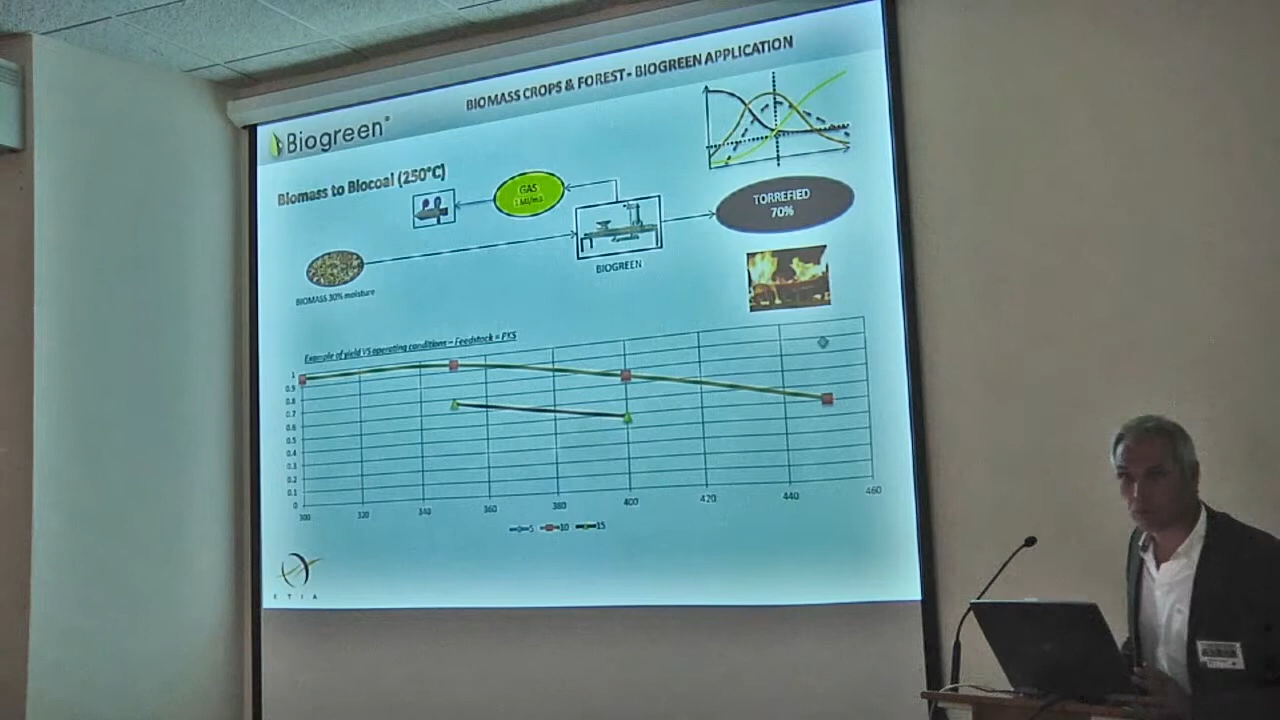 BIOMASS CROPS & FOREST - BIOGREEN APPLICATION
Biogreen®
Biomass to Biocoal (250°C)
GAS
TORREFIED
70%
BIOGREEN
BIOMASS 30% moisture
Example of yield VS operating conditions – Feedstock = PKS
1
0.9
0.8
0.7
0.6
0.5
0.4
0.3
0.2
0.1
0
300 320 340 360 380 400 420 440 460
5 10 15
ETIA